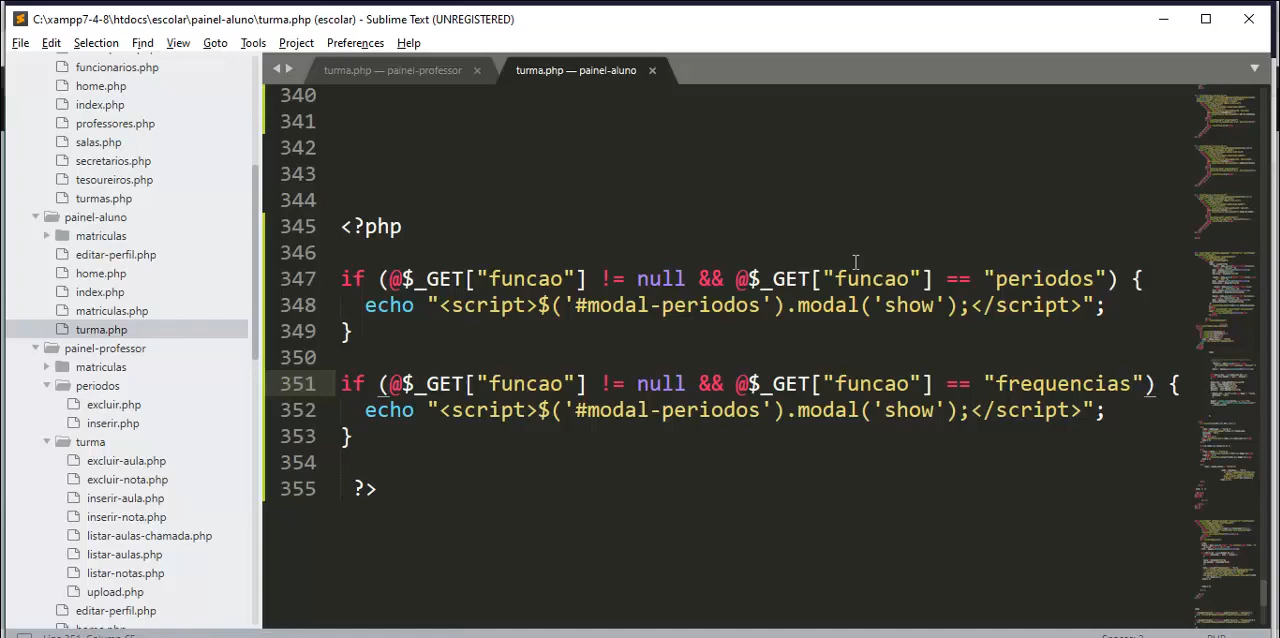 C:\xampp7-4-8\htdocs\escolar\painel-aluno\turma.php (escolar) - Sublime Text (UNREGISTERED)
File Edit Selection Find View Goto Tools Project Preferences Help
funcionarios.php
home.php
index.php
professores.php
salas.php
secretarios.php
tesoureiros.php
turmas.php
painel-aluno
matriculas
editar-perfil.php
home.php
index.php
matriculas.php
turma.php
painel-professor
matriculas
periodos
excluir.php
inserir.php
turma
excluir-aula.php
excluir-nota.php
inserir-aula.php
inserir-nota.php
listar-aulas-chamada.php
listar-aulas.php
listar-notas.php
upload.php
editar-perfil.php
turma.php — painel-professor
turma.php — painel-aluno
340
341
342
343
344
345 <?php
346
347 if (@$_GET["funcao"] != null && @$_GET["funcao"] == "periodos") {
348 echo "<script>$('#modal-periodos').modal('show');</script>";
349 }
350
351 if (@$_GET["funcao"] != null && @$_GET["funcao"] == "frequencias") {
352 echo "<script>$('#modal-periodos').modal('show');</script>";
353 }
354
355 ?>